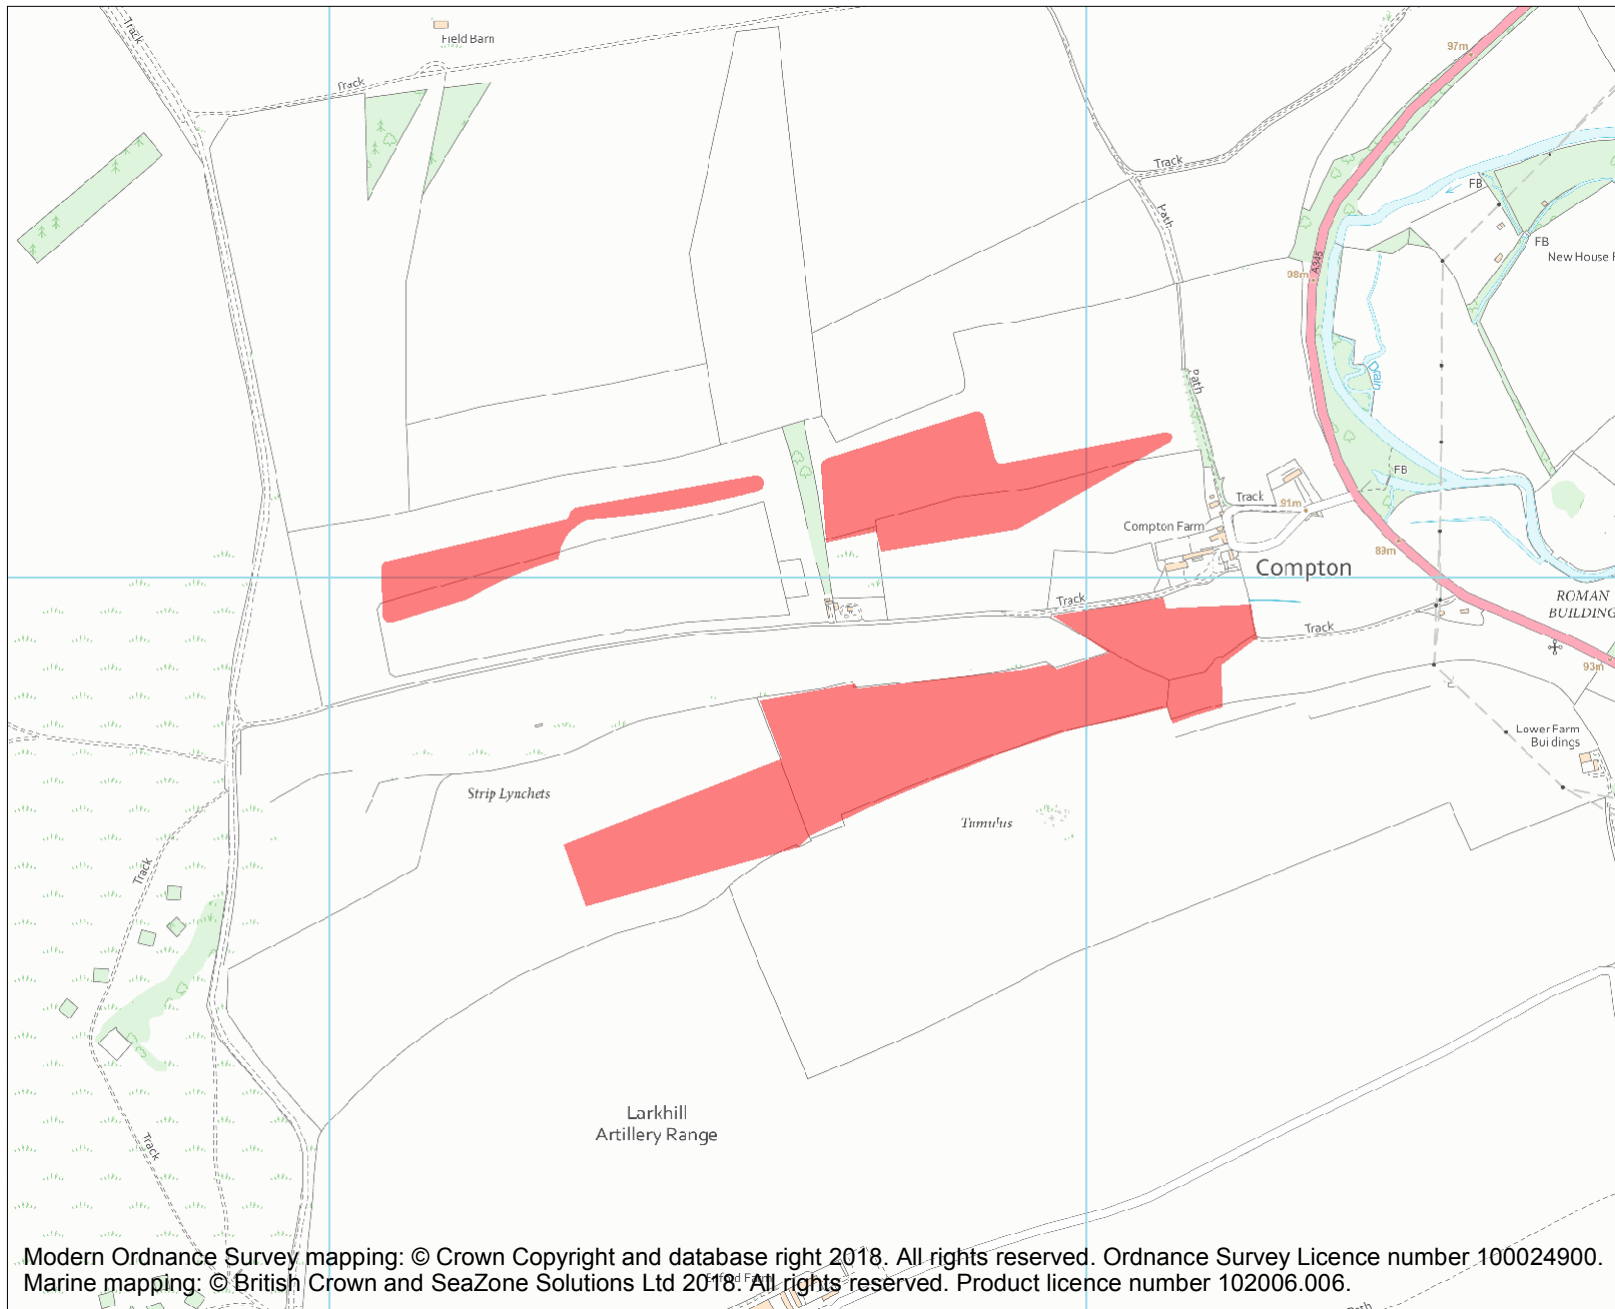 Track
Field Barn
97m
Track
Track
FB
Path
FB
New House F
A345
98m
Drain
Path
FB
Track
91m
Compton Farm
89m
Compton
ROMAN
BUILDING
Track
Track
93m
Lower Farm
Buildings
Strip Lynchets
Tumulus
Track
Larkhill
Artillery Range
Track
Modern Ordnance Survey mapping: © Crown Copyright and database right 2018. All rights reserved. Ordnance Survey Licence number 100024900.
Marine mapping: © British Crown and SeaZone Solutions Ltd 2018. All rights reserved. Product licence number 102006.006.